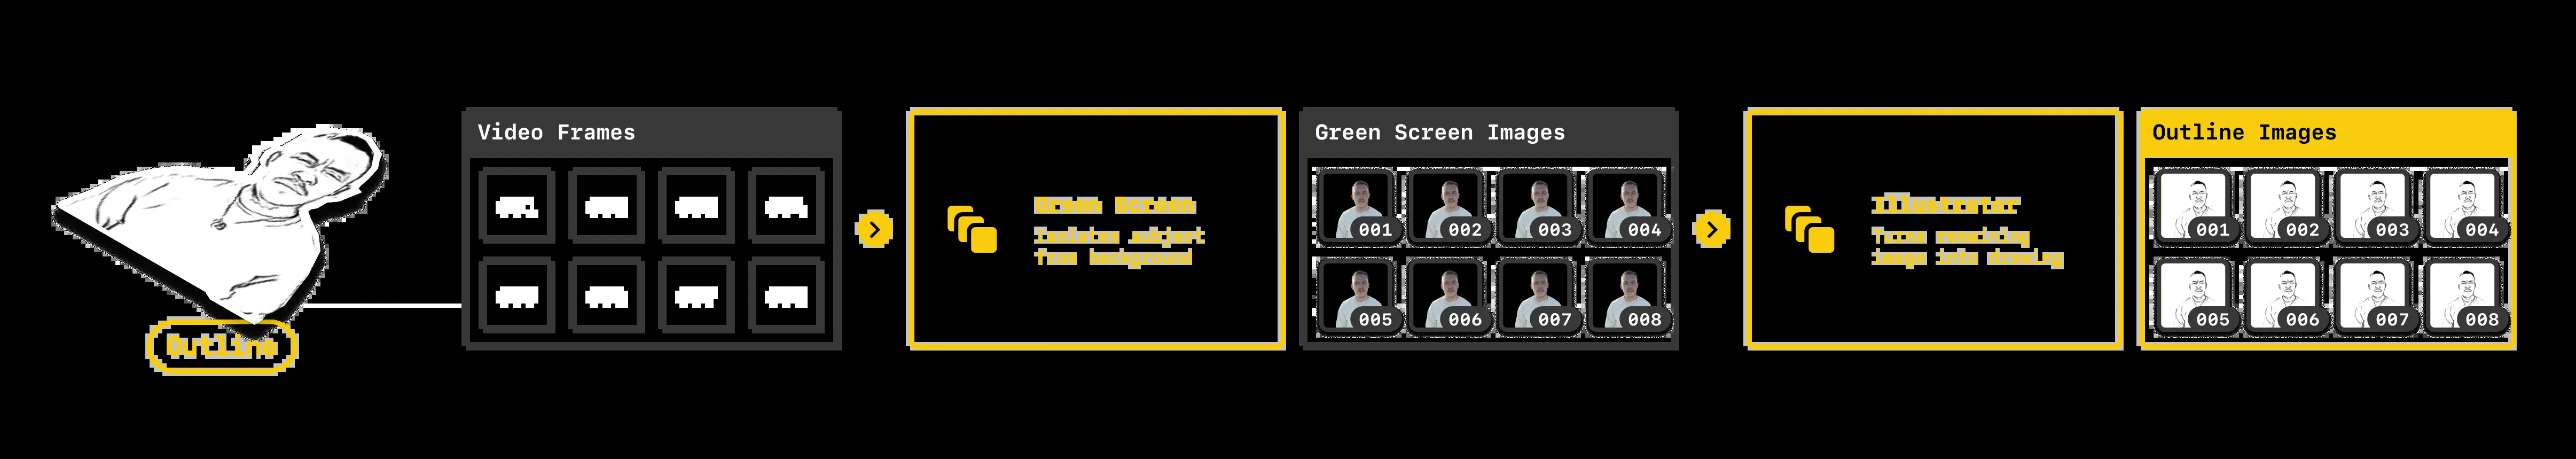 Outline
Video Frames
Green Screen
Isolates subject
from background
Green Screen Images
001 002 003 004
005 006 007 008
Illustrator
Turns remaining
image into drawing
Outline Images
001 002 003 004
005 006 007 008